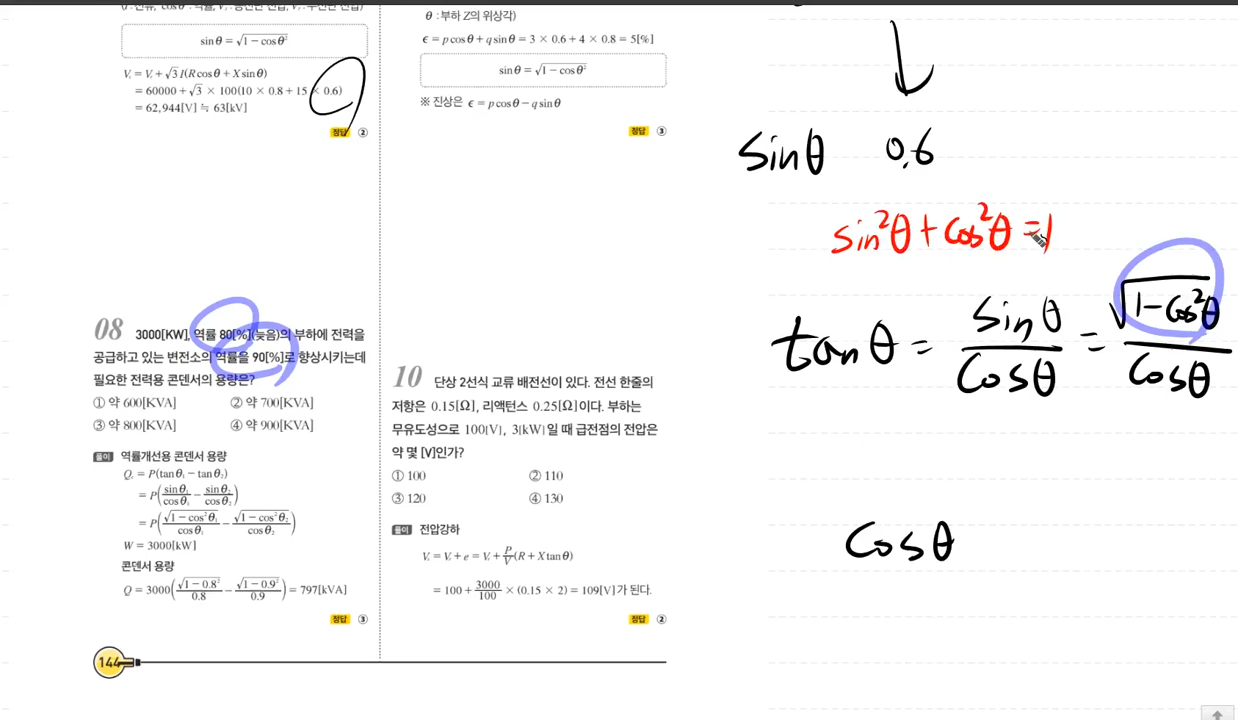 sinθ = √1−cosθ²
Vₛ = Vᵣ + √3 I(R cosθ + X sinθ)
= 60000 + √3 × 100(10 × 0.8 + 15 × 0.6)
= 62,944[V] ≒ 63[kV]
정답 ②
08 3000[KW], 역률 80[%](늦음)의 부하에 전력을
공급하고 있는 변전소의 역률을 90[%]로 향상시키는데
필요한 전력용 콘덴서의 용량은?
① 약 600[KVA] ② 약 700[KVA]
③ 약 800[KVA] ④ 약 900[KVA]
풀이 역률개선용 콘덴서 용량
Q꜀ = P(tanθ₁ − tanθ₂)
= P(sinθ₁/cosθ₁ − sinθ₂/cosθ₂)
= P(√1−cos²θ₁/cosθ₁ − √1−cos²θ₂/cosθ₂)
W = 3000[kW]
콘덴서 용량
Q = 3000(√1−0.8²/0.8 − √1−0.9²/0.9) = 797[kVA]
정답 ③
144
θ : 부하 Z의 위상각)
ϵ = p cosθ + q sinθ = 3 × 0.6 + 4 × 0.8 = 5[%]
sinθ = √1−cosθ²
※ 진상은 ϵ = p cosθ − q sinθ
정답 ③
10 단상 2선식 교류 배전선이 있다. 전선 한줄의
저항은 0.15[Ω], 리액턴스 0.25[Ω]이다. 부하는
무유도성으로 100[V], 3[kW]일 때 급전점의 전압은
약 몇 [V]인가?
① 100 ② 110
③ 120 ④ 130
풀이 전압강하
Vₛ = Vᵣ + e = Vᵣ + P/V(R + X tanθ)
= 100 + 3000/100 × (0.15 × 2) = 109[V]가 된다.
정답 ②
sinθ 0.6
sin²θ + cos²θ = 1
tanθ = sinθ/cosθ = √1−cos²θ/cosθ
cosθ